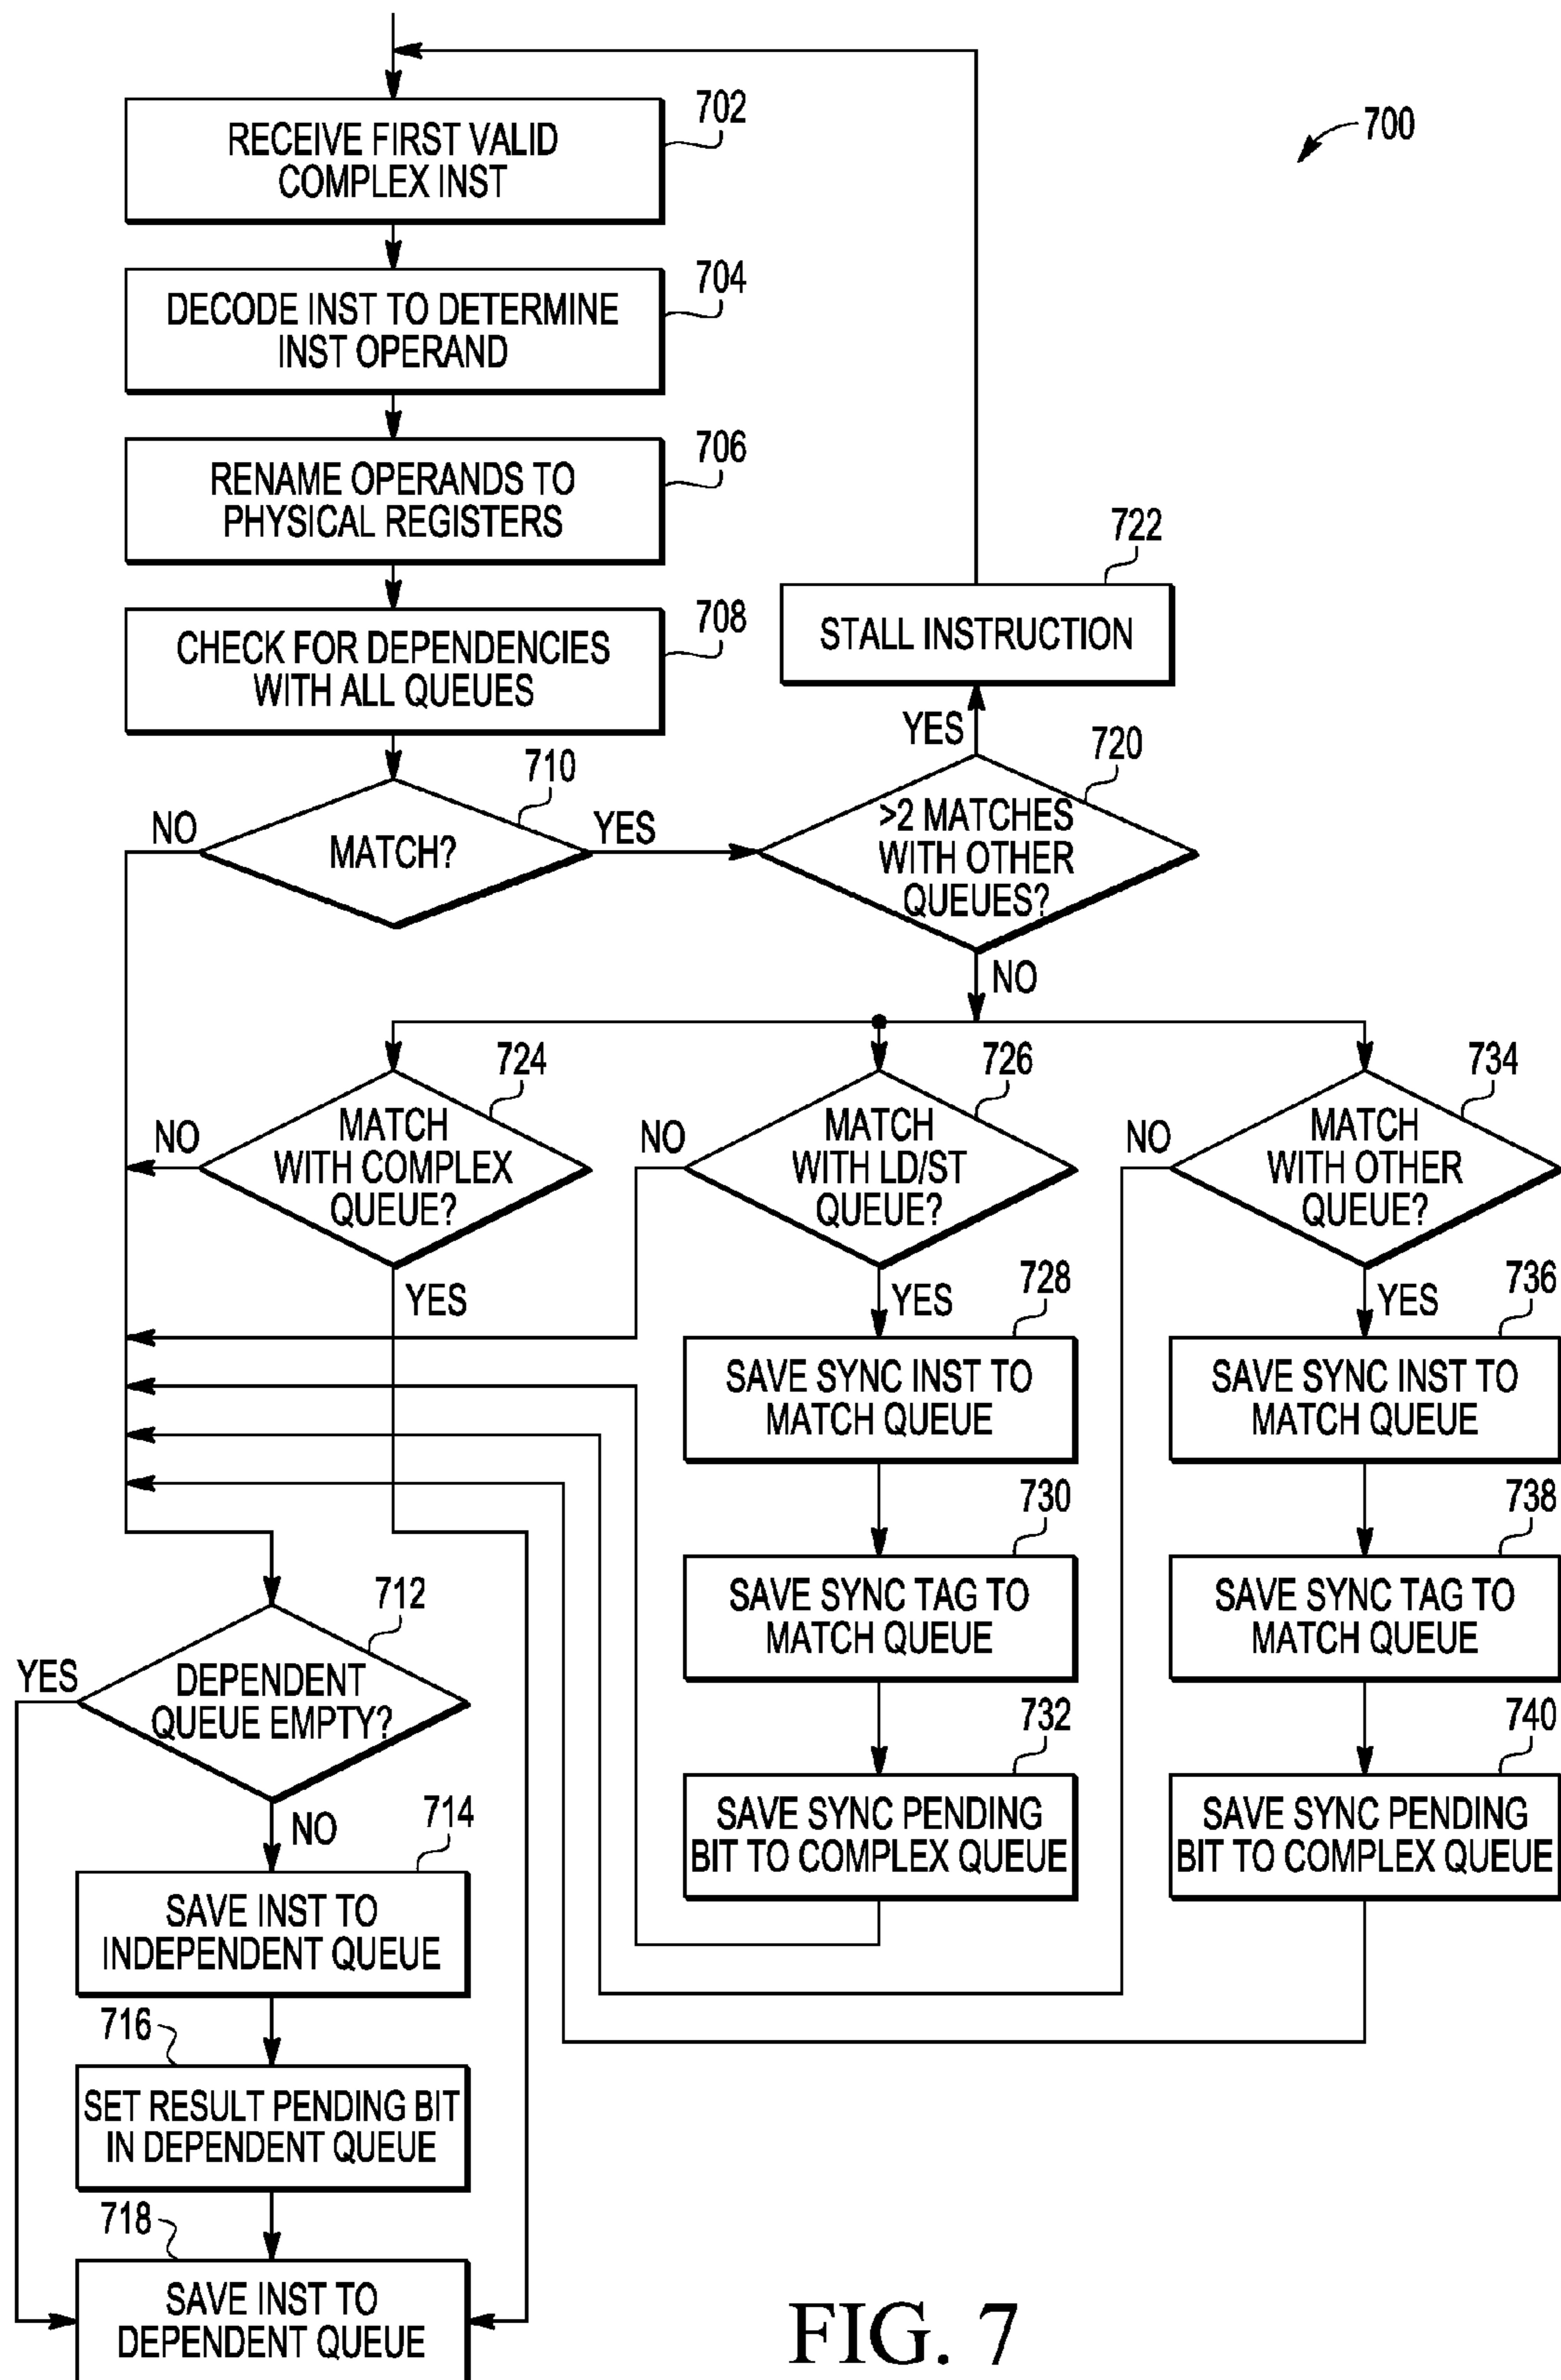 700
702
RECEIVE FIRST VALID
COMPLEX INST
704
DECODE INST TO DETERMINE
INST OPERAND
706
RENAME OPERANDS TO
PHYSICAL REGISTERS
708
CHECK FOR DEPENDENCIES
WITH ALL QUEUES
722
STALL INSTRUCTION
YES
710
NO
MATCH?
YES
720
>2 MATCHES
WITH OTHER
QUEUES?
NO
724
NO
MATCH
WITH COMPLEX
QUEUE?
YES
726
NO
MATCH
WITH LD/ST
QUEUE?
YES
734
NO
MATCH
WITH OTHER
QUEUE?
YES
728
SAVE SYNC INST TO
MATCH QUEUE
736
SAVE SYNC INST TO
MATCH QUEUE
730
SAVE SYNC TAG TO
MATCH QUEUE
738
SAVE SYNC TAG TO
MATCH QUEUE
732
SAVE SYNC PENDING
BIT TO COMPLEX QUEUE
740
SAVE SYNC PENDING
BIT TO COMPLEX QUEUE
712
YES
DEPENDENT
QUEUE EMPTY?
NO
714
SAVE INST TO
INDEPENDENT QUEUE
716
SET RESULT PENDING BIT
IN DEPENDENT QUEUE
718
SAVE INST TO
DEPENDENT QUEUE
FIG. 7